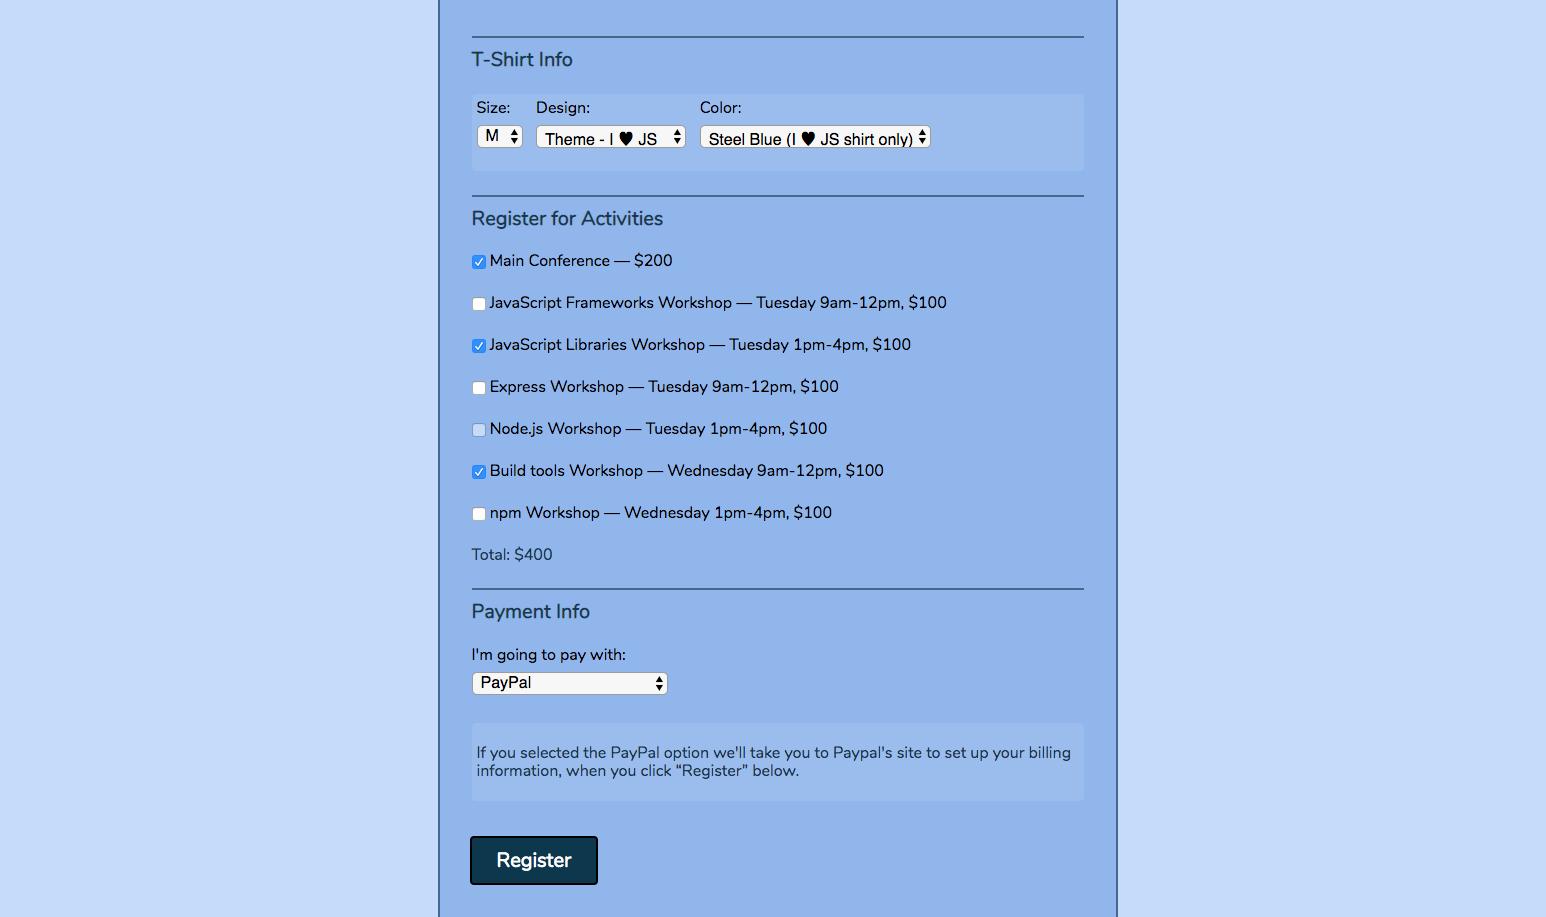 T-Shirt Info
Size: Design: Color:
M Theme - I ♥ JS Steel Blue (I ♥ JS shirt only)
Register for Activities
Main Conference — $200
JavaScript Frameworks Workshop — Tuesday 9am-12pm, $100
JavaScript Libraries Workshop — Tuesday 1pm-4pm, $100
Express Workshop — Tuesday 9am-12pm, $100
Node.js Workshop — Tuesday 1pm-4pm, $100
Build tools Workshop — Wednesday 9am-12pm, $100
npm Workshop — Wednesday 1pm-4pm, $100
Total: $400
Payment Info
I'm going to pay with:
PayPal
If you selected the PayPal option we'll take you to Paypal's site to set up your billing
information, when you click “Register” below.
Register